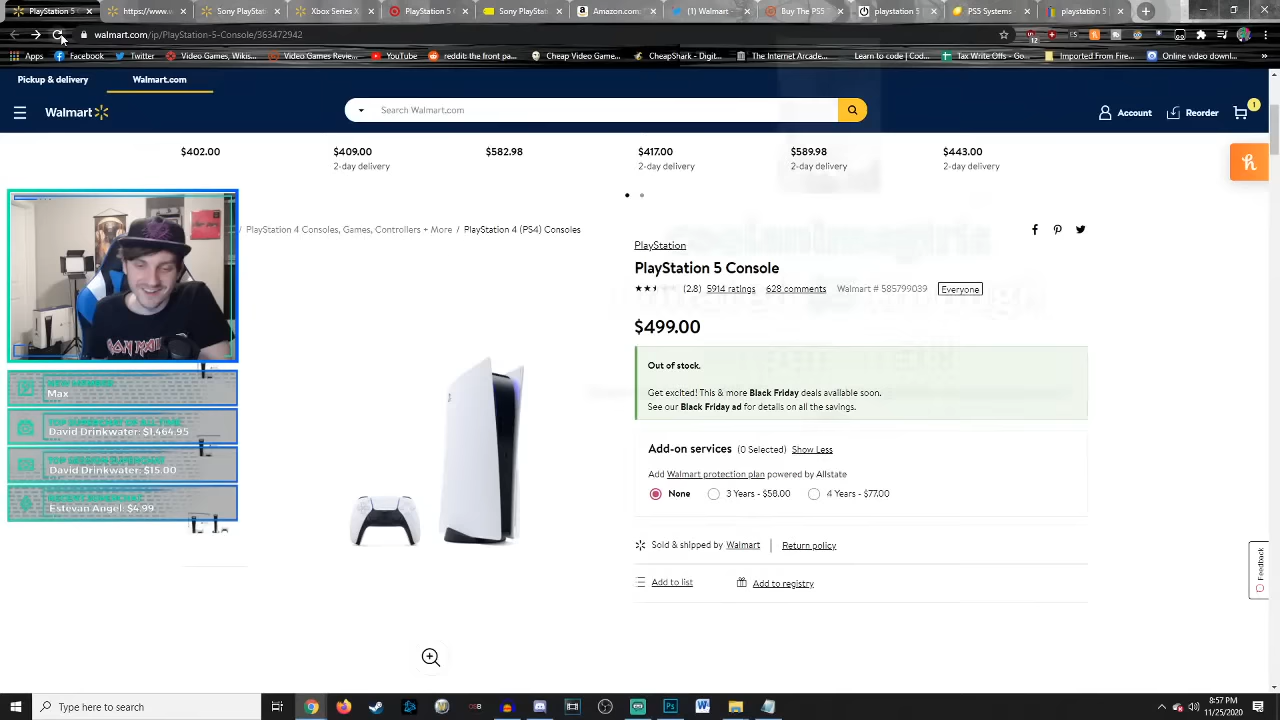 PlayStation 5
https://www.
Sony PlaySt
Xbox Series X
PlayStation 5
Sony PlaySta
Amazon.com
(1) Walmart
Buy The PS5
playstation 5
PS5 Systems
playstation 5
walmart.com/ip/PlayStation-5-Console/363472942
Apps Facebook Twitter Video Games, Wikis... Video Games Revie... YouTube reddit: the front pa... Cheap Video Game... CheapShark - Digit... The Internet Arcade... Learn to code | Cod... Tax Write Offs - Go... Imported From Fire... Online video downl...
Pickup & delivery Walmart.com
Walmart Search Walmart.com Account Reorder 1
$402.00 $409.00 $582.98 $417.00 $589.98 $443.00
2-day delivery 2-day delivery 2-day delivery 2-day delivery
/ PlayStation 4 Consoles, Games, Controllers + More / PlayStation 4 (PS4) Consoles
PlayStation
PlayStation 5 Console
(2.8) 5914 ratings 628 comments Walmart # 585799039 Everyone
$499.00
Out of stock.
Get excited! This & more Black Friday deals available soon.
See our Black Friday ad for details on all the savings.
Add-on services (0 Selected) Show Less
Add Walmart protection plan powered by Allstate
None 3 Years - $50.00 4 Years - $77.00
Sold & shipped by Walmart | Return policy
Add to list Add to registry
Feedback
IRON MAIDEN
Max
David Drinkwater: $1,464.95
David Drinkwater: $15.00
Estevan Angel: $4.99
Type here to search
8:57 PM
11/25/2020